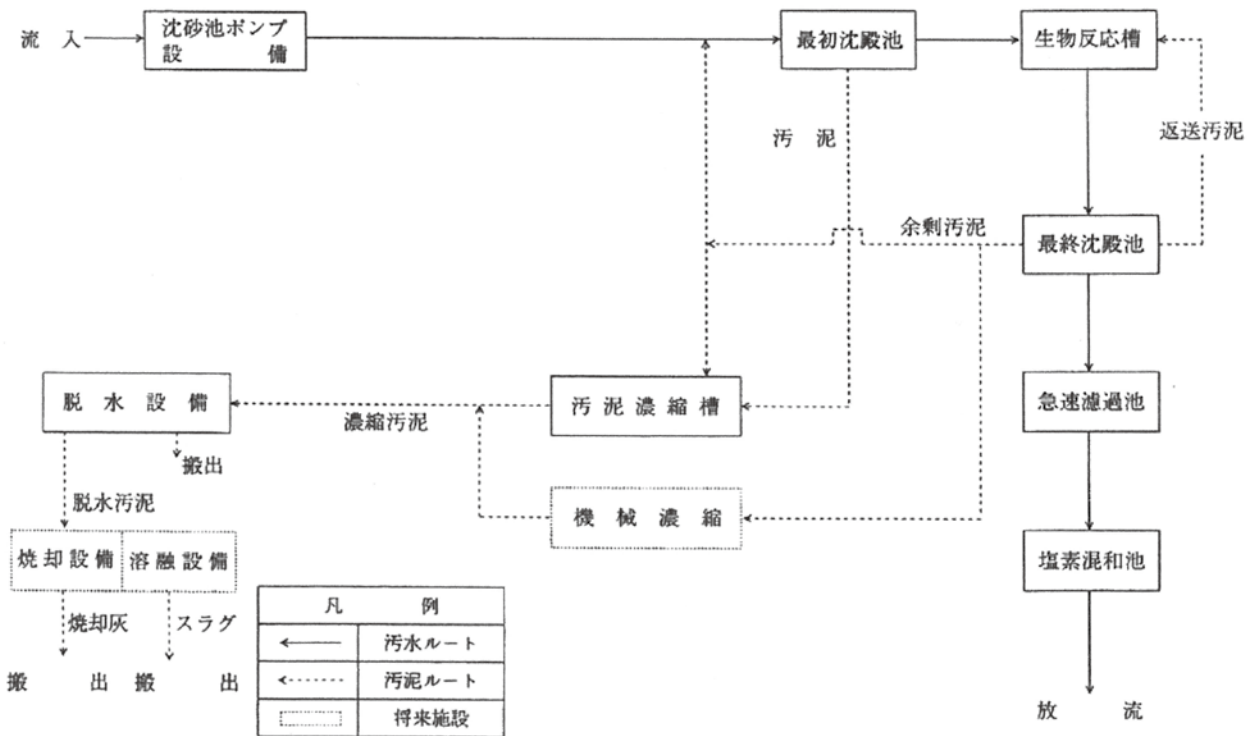 流入
沈砂池ポンプ
設備
最初沈殿池
生物反応槽
汚泥
返送汚泥
余剰汚泥
最終沈殿池
脱水設備
濃縮汚泥
汚泥濃縮槽
急速濾過池
搬出
脱水汚泥
機械濃縮
焼却設備
溶融設備
塩素混和池
焼却灰
スラグ
搬出
搬出
凡例
汚水ルート
汚泥ルート
将来施設
放流